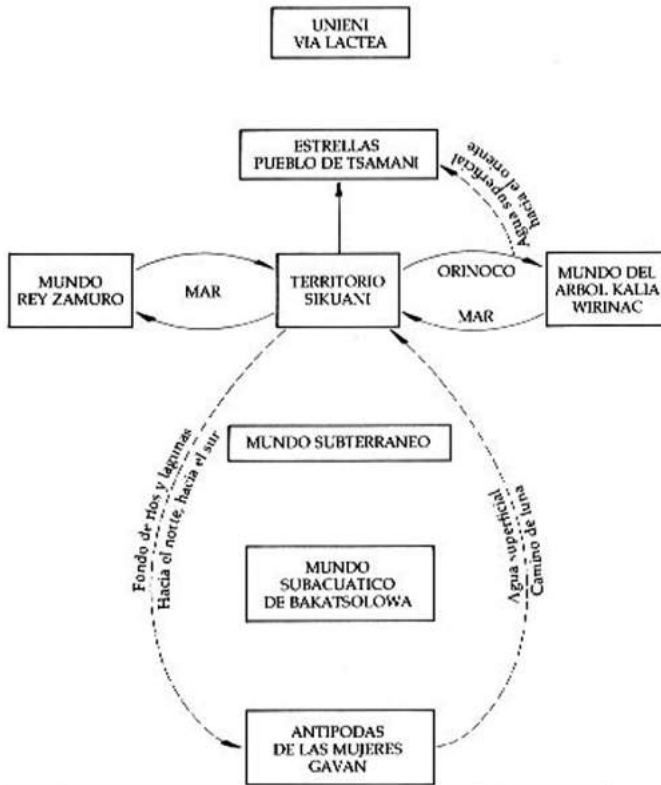 UNIENI
VIA LACTEA
ESTRELLAS
PUEBLO DE TSAMANI
Agua superficial
hacia el oriente
MUNDO
REY ZAMURO
MAR
TERRITORIO
SIKUANI
ORINOCO
MAR
MUNDO DEL
ARBOL KALIA
WIRINAC
Fondo de rios y lagunas
Hacia el norte, hacia el sur
MUNDO SUBTERRANEO
Agua superficial
Camino de luna
MUNDO
SUBACUATICO
DE BAKATSOLOWA
ANTIPODAS
DE LAS MUJERES
GAVAN